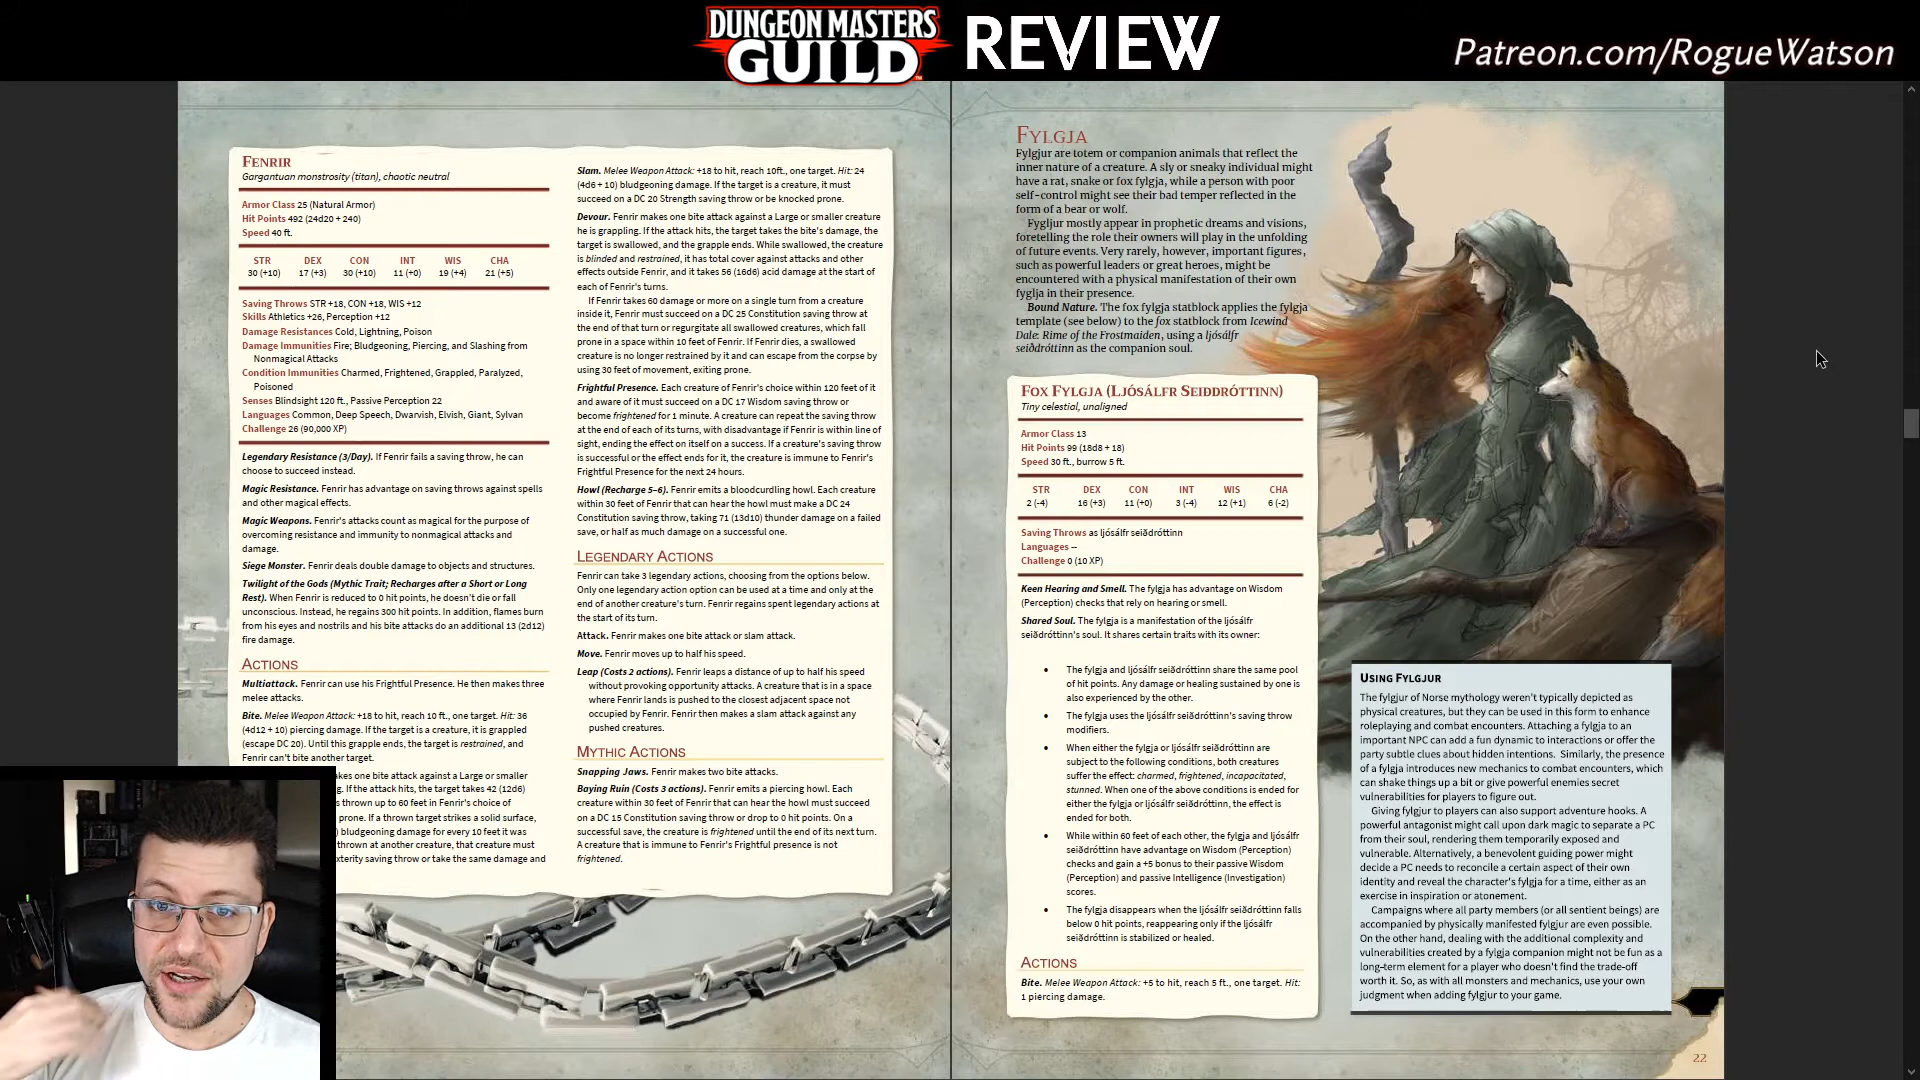 DUNGEON MASTERS
GUILD
REVIEW
Patreon.com/RogueWatson
FENRIR
Gargantuan monstrosity (titan), chaotic neutral
Armor Class 25 (Natural Armor)
Hit Points 492 (24d20 + 240)
Speed 40 ft.
STR DEX CON INT WIS CHA
30 (+10) 17 (+3) 30 (+10) 11 (+0) 19 (+4) 21 (+5)
Saving Throws STR +18, CON +18, WIS +12
Skills Athletics +26, Perception +12
Damage Resistances Cold, Lightning, Poison
Damage Immunities Fire; Bludgeoning, Piercing, and Slashing from
Nonmagical Attacks
Condition Immunities Charmed, Frightened, Grappled, Paralyzed,
Poisoned
Senses Blindsight 120 ft., Passive Perception 22
Languages Common, Deep Speech, Dwarvish, Elvish, Giant, Sylvan
Challenge 26 (90,000 XP)
Legendary Resistance (3/Day). If Fenrir fails a saving throw, he can
choose to succeed instead.
Magic Resistance. Fenrir has advantage on saving throws against spells
and other magical effects.
Magic Weapons. Fenrir's attacks count as magical for the purpose of
overcoming resistance and immunity to nonmagical attacks and
damage.
Siege Monster. Fenrir deals double damage to objects and structures.
Twilight of the Gods (Mythic Trait; Recharges after a Short or Long
Rest). When Fenrir is reduced to 0 hit points, he doesn't die or fall
unconscious. Instead, he regains 300 hit points. In addition, flames burn
from his eyes and nostrils and his bite attacks do an additional 13 (2d12)
fire damage.
ACTIONS
Multiattack. Fenrir can use his Frightful Presence. He then makes three
melee attacks.
Bite. Melee Weapon Attack: +18 to hit, reach 10 ft., one target. Hit: 36
(4d12 + 10) piercing damage. If the target is a creature, it is grappled
(escape DC 20). Until this grapple ends, the target is restrained, and
Fenrir can't bite another target.
akes one bite attack against a Large or smaller
g. If the attack hits, the target takes 42 (12d6)
s thrown up to 60 feet in Fenrir's choice of
prone. If a thrown target strikes a solid surface,
) bludgeoning damage for every 10 feet it was
thrown at another creature, that creature must
xterity saving throw or take the same damage and
Slam. Melee Weapon Attack: +18 to hit, reach 10ft., one target. Hit: 24
(4d6 + 10) bludgeoning damage. If the target is a creature, it must
succeed on a DC 20 Strength saving throw or be knocked prone.
Devour. Fenrir makes one bite attack against a Large or smaller creature
he is grappling. If the attack hits, the target takes the bite's damage, the
target is swallowed, and the grapple ends. While swallowed, the creature
is blinded and restrained, it has total cover against attacks and other
effects outside Fenrir, and it takes 56 (16d6) acid damage at the start of
each of Fenrir's turns.
If Fenrir takes 60 damage or more on a single turn from a creature
inside it, Fenrir must succeed on a DC 25 Constitution saving throw at
the end of that turn or regurgitate all swallowed creatures, which fall
prone in a space within 10 feet of Fenrir. If Fenrir dies, a swallowed
creature is no longer restrained by it and can escape from the corpse by
using 30 feet of movement, exiting prone.
Frightful Presence. Each creature of Fenrir's choice within 120 feet of it
and aware of it must succeed on a DC 17 Wisdom saving throw or
become frightened for 1 minute. A creature can repeat the saving throw
at the end of each of its turns, with disadvantage if Fenrir is within line of
sight, ending the effect on itself on a success. If a creature's saving throw
is successful or the effect ends for it, the creature is immune to Fenrir's
Frightful Presence for the next 24 hours.
Howl (Recharge 5–6). Fenrir emits a bloodcurdling howl. Each creature
within 30 feet of Fenrir that can hear the howl must make a DC 24
Constitution saving throw, taking 71 (13d10) thunder damage on a failed
save, or half as much damage on a successful one.
LEGENDARY ACTIONS
Fenrir can take 3 legendary actions, choosing from the options below.
Only one legendary action option can be used at a time and only at the
end of another creature's turn. Fenrir regains spent legendary actions at
the start of its turn.
Attack. Fenrir makes one bite attack or slam attack.
Move. Fenrir moves up to half his speed.
Leap (Costs 2 actions). Fenrir leaps a distance of up to half his speed
without provoking opportunity attacks. A creature that is in a space
where Fenrir lands is pushed to the closest adjacent space not
occupied by Fenrir. Fenrir then makes a slam attack against any
pushed creatures.
MYTHIC ACTIONS
Snapping Jaws. Fenrir makes two bite attacks.
Baying Ruin (Costs 3 actions). Fenrir emits a piercing howl. Each
creature within 30 feet of Fenrir that can hear the howl must succeed
on a DC 15 Constitution saving throw or drop to 0 hit points. On a
successful save, the creature is frightened until the end of its next turn.
A creature that is immune to Fenrir's Frightful presence is not
frightened.
FYLGJA
Fylgjur are totem or companion animals that reflect the
inner nature of a creature. A sly or sneaky individual might
have a rat, snake or fox fylgja, while a person with poor
self-control might see their bad temper reflected in the
form of a bear or wolf.
Fygljur mostly appear in prophetic dreams and visions,
foretelling the role their owners will play in the unfolding
of future events. Very rarely, however, important figures,
such as powerful leaders or great heroes, might be
encountered with a physical manifestation of their own
fyglja in their presence.
Bound Nature. The fox fylgja statblock applies the fylgja
template (see below) to the fox statblock from Icewind
Dale: Rime of the Frostmaiden, using a ljósálfr
seiðdróttinn as the companion soul.
FOX FYLGJA (LJÓSÁLFR SEIDDRÓTTINN)
Tiny celestial, unaligned
Armor Class 13
Hit Points 99 (18d8 + 18)
Speed 30 ft., burrow 5 ft.
STR DEX CON INT WIS CHA
2 (-4) 16 (+3) 11 (+0) 3 (-4) 12 (+1) 6 (-2)
Saving Throws as ljósálfr seiðdróttinn
Languages --
Challenge 0 (10 XP)
Keen Hearing and Smell. The fylgja has advantage on Wisdom
(Perception) checks that rely on hearing or smell.
Shared Soul. The fylgja is a manifestation of the ljósálfr
seiðdróttinn's soul. It shares certain traits with its owner:
• The fylgja and ljósálfr seiðdróttinn share the same pool
of hit points. Any damage or healing sustained by one is
also experienced by the other.
• The fylgja uses the ljósálfr seiðdróttinn's saving throw
modifiers.
• When either the fylgja or ljósálfr seiðdróttinn are
subject to the following conditions, both creatures
suffer the effect: charmed, frightened, incapacitated,
stunned. When one of the above conditions is ended for
either the fylgja or ljósálfr seiðdróttinn, the effect is
ended for both.
• While within 60 feet of each other, the fylgja and ljósálfr
seiðdróttinn have advantage on Wisdom (Perception)
checks and gain a +5 bonus to their passive Wisdom
(Perception) and passive Intelligence (Investigation)
scores.
• The fylgja disappears when the ljósálfr seiðdróttinn falls
below 0 hit points, reappearing only if the ljósálfr
seiðdróttinn is stabilized or healed.
ACTIONS
Bite. Melee Weapon Attack: +5 to hit, reach 5 ft., one target. Hit:
1 piercing damage.
USING FYLGJUR
The fylgjur of Norse mythology weren't typically depicted as
physical creatures, but they can be used in this form to enhance
roleplaying and combat encounters. Attaching a fylgja to an
important NPC can add a fun dynamic to interactions or offer the
party subtle clues about hidden intentions. Similarly, the presence
of a fylgja introduces new mechanics to combat encounters, which
can shake things up a bit or give powerful enemies secret
vulnerabilities for players to figure out.
Giving fylgjur to players can also support adventure hooks. A
powerful antagonist might call upon dark magic to separate a PC
from their soul, rendering them temporarily exposed and
vulnerable. Alternatively, a benevolent guiding power might
decide a PC needs to reconcile a certain aspect of their own
identity and reveal the character's fylgja for a time, either as an
exercise in inspiration or atonement.
Campaigns where all party members (or all sentient beings) are
accompanied by physically manifested fylgjur are even possible.
On the other hand, dealing with the additional complexity and
vulnerabilities created by a fylgja companion might not be fun as a
long-term element for a player who doesn't find the trade-off
worth it. So, as with all monsters and mechanics, use your own
judgment when adding fylgjur to your game.
22